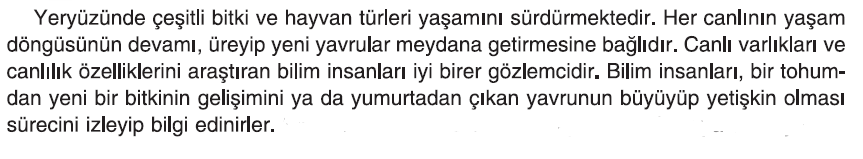 Yeryüzünde çeşitli bitki ve hayvan türleri yaşamını sürdürmektedir. Her canlının yaşam
döngüsünün devamı, üreyip yeni yavrular meydana getirmesine bağlıdır. Canlı varlıkları ve
canlılık özelliklerini araştıran bilim insanları iyi birer gözlemcidir. Bilim insanları, bir tohum-
dan yeni bir bitkinin gelişimini ya da yumurtadan çıkan yavrunun büyüyüp yetişkin olması
sürecini izleyip bilgi edinirler.